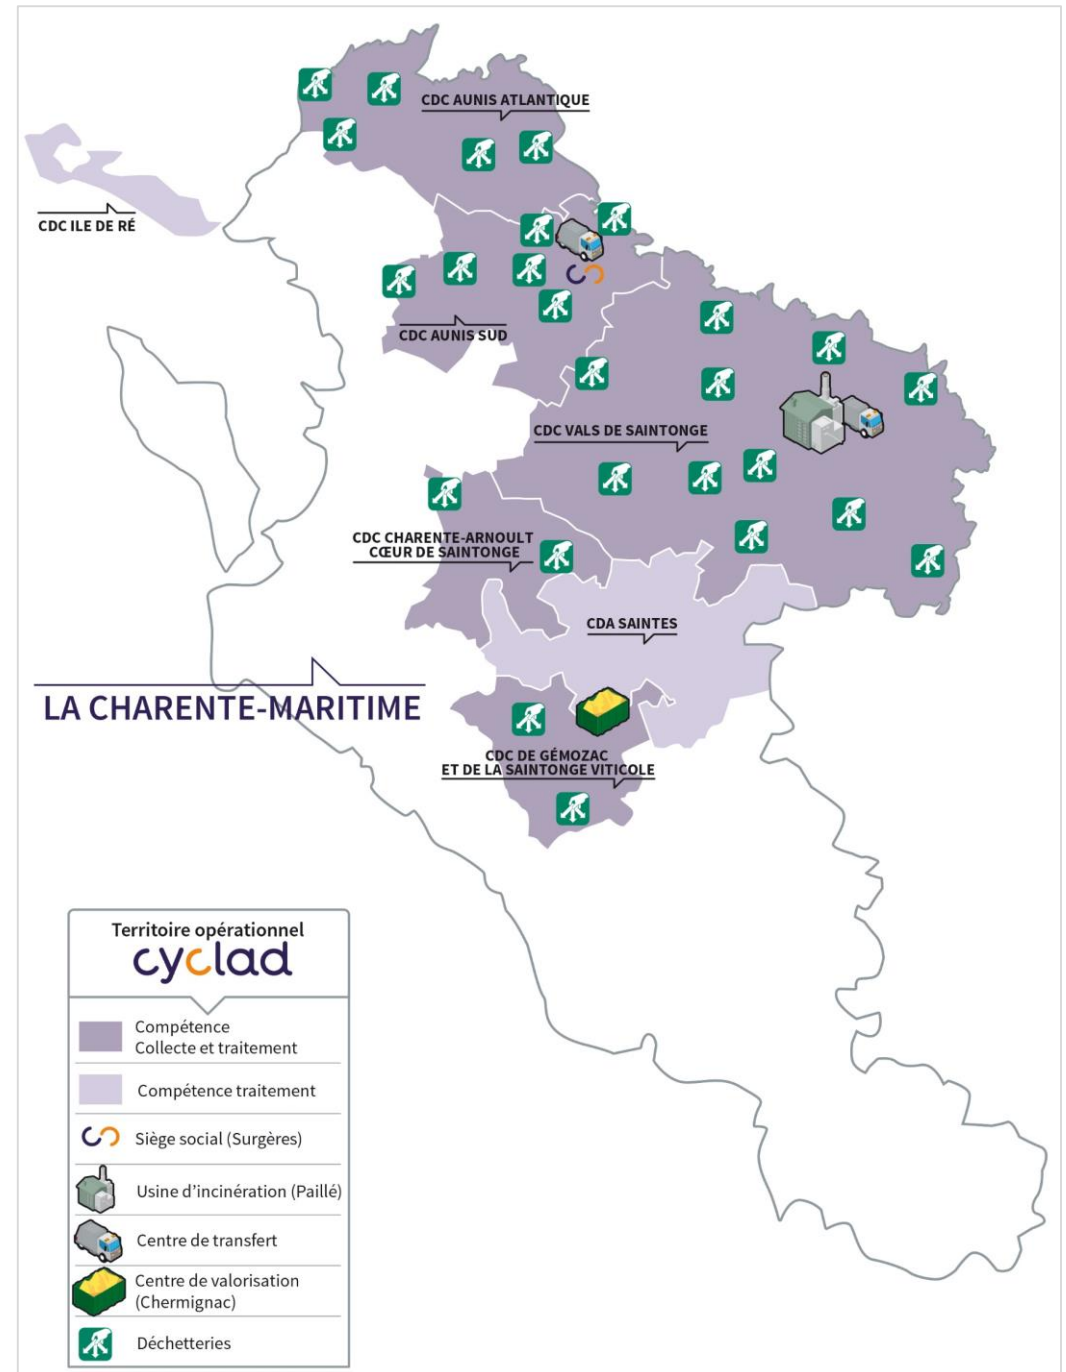 CDC AUNIS ATLANTIQUE
CDC ILE DE RÉ
CDC AUNIS SUD
CDC VALS DE SAINTONGE
CDC CHARENTE-ARNOULT
CŒUR DE SAINTONGE
CDA SAINTES
LA CHARENTE-MARITIME
CDC DE GÉMOZAC
ET DE LA SAINTONGE VITICOLE
Territoire opérationnel
cyclad
Compétence
Collecte et traitement
Compétence traitement
Siège social (Surgères)
Usine d'incinération (Paillé)
Centre de transfert
Centre de valorisation
(Chermignac)
Déchetteries